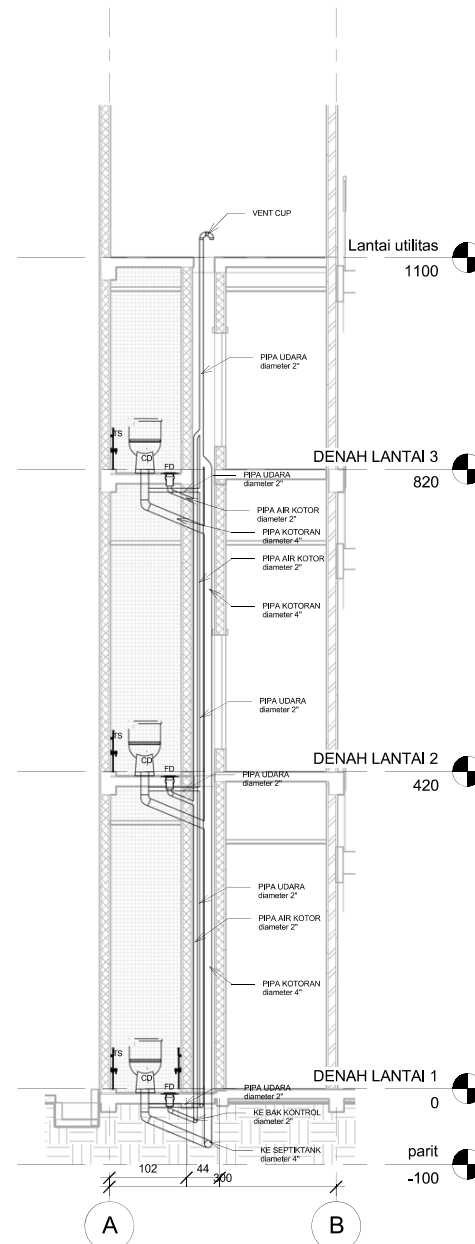 VENT CUP
Lantai utilitas
1100
PIPA UDARA
diameter 2"
TS
CD
FD
DENAH LANTAI 3
820
PIPA UDARA
diameter 2"
PIPA AIR KOTOR
diameter 2"
PIPA KOTORAN
diameter 4"
PIPA AIR KOTOR
diameter 2"
PIPA KOTORAN
diameter 4"
PIPA UDARA
diameter 2"
TS
CD
FD
DENAH LANTAI 2
420
PIPA UDARA
diameter 2"
PIPA UDARA
diameter 2"
PIPA AIR KOTOR
diameter 2"
PIPA KOTORAN
diameter 4"
TS
CD
FD
DENAH LANTAI 1
0
PIPA UDARA
diameter 2"
KE BAK KONTROL
diameter 2"
KE SEPTIKTANK
diameter 4"
parit
-100
102
44
300
A
B